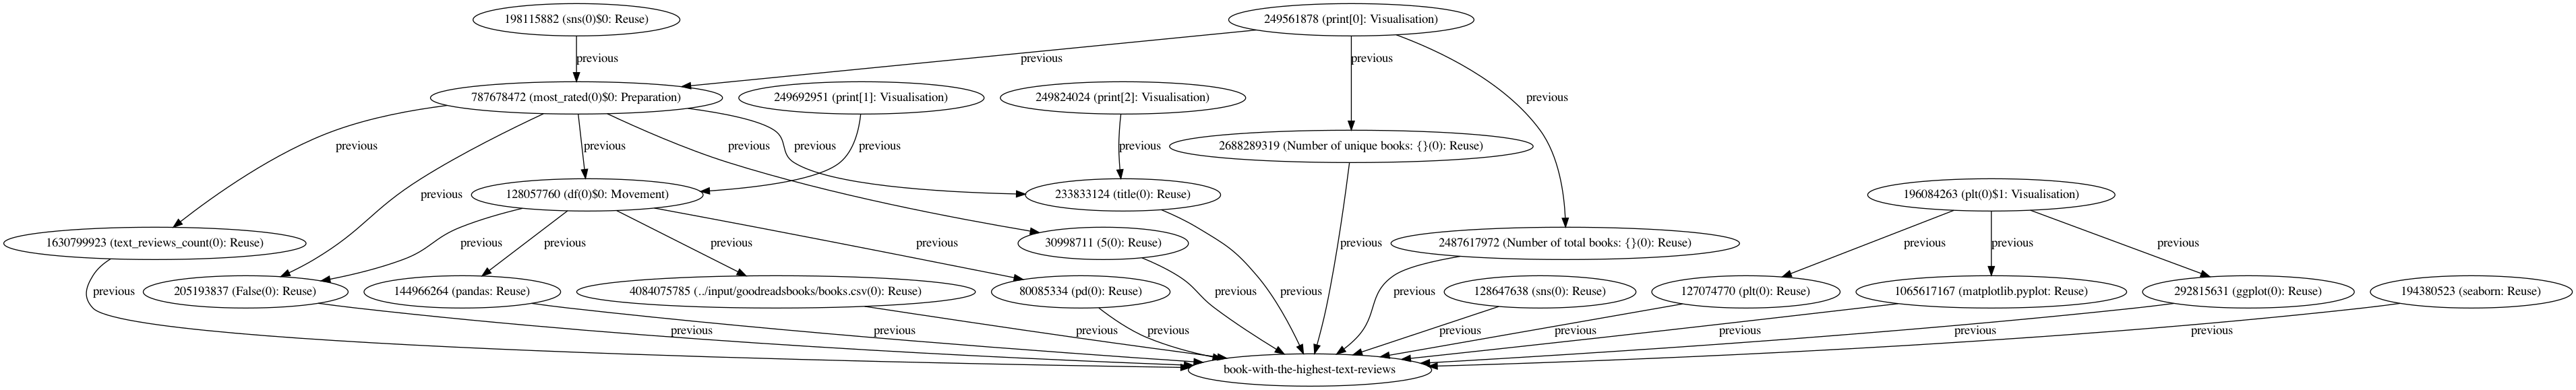 198115882 (sns(0)$0: Reuse)
249561878 (print[0]: Visualisation)
previous
previous
previous
787678472 (most_rated(0)$0: Preparation)
249692951 (print[1]: Visualisation)
249824024 (print[2]: Visualisation)
previous
previous
previous
previous
previous
previous
previous
2688289319 (Number of unique books: {}(0): Reuse)
previous
128057760 (df(0)$0: Movement)
233833124 (title(0): Reuse)
196084263 (plt(0)$1: Visualisation)
1630799923 (text_reviews_count(0): Reuse)
previous
previous
previous
previous
30998711 (5(0): Reuse)
previous
2487617972 (Number of total books: {}(0): Reuse)
previous
previous
previous
previous
205193837 (False(0): Reuse)
144966264 (pandas: Reuse)
4084075785 (../input/goodreadsbooks/books.csv(0): Reuse)
80085334 (pd(0): Reuse)
previous
previous
previous
128647638 (sns(0): Reuse)
127074770 (plt(0): Reuse)
1065617167 (matplotlib.pyplot: Reuse)
292815631 (ggplot(0): Reuse)
194380523 (seaborn: Reuse)
previous
previous
previous
previous
previous
previous
previous
previous
previous
book-with-the-highest-text-reviews